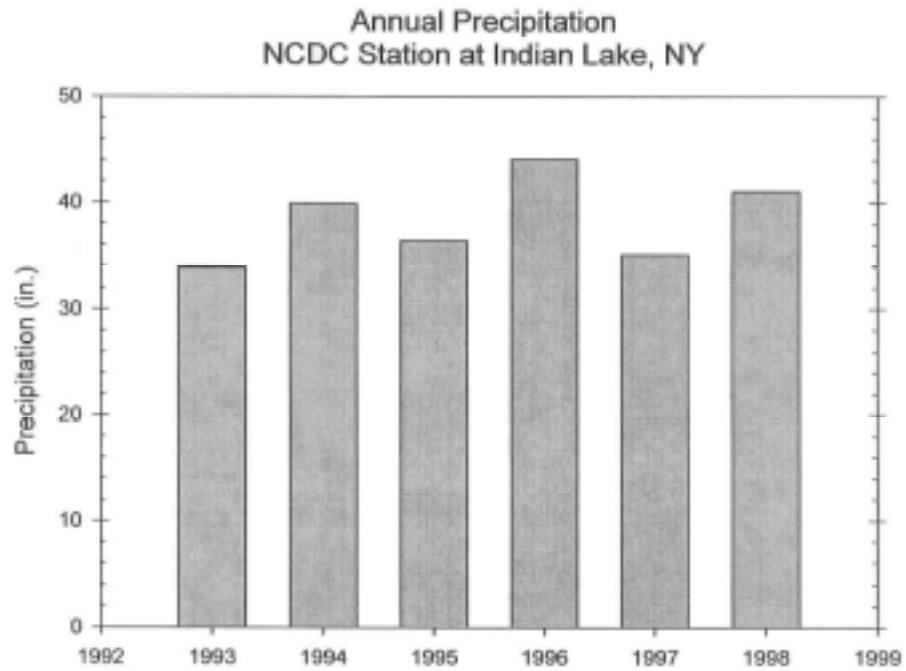 Annual Precipitation
NCDC Station at Indian Lake, NY
50
40
30
20
10
0
Precipitation (in.)
1992 1993 1994 1995 1996 1997 1998 1999